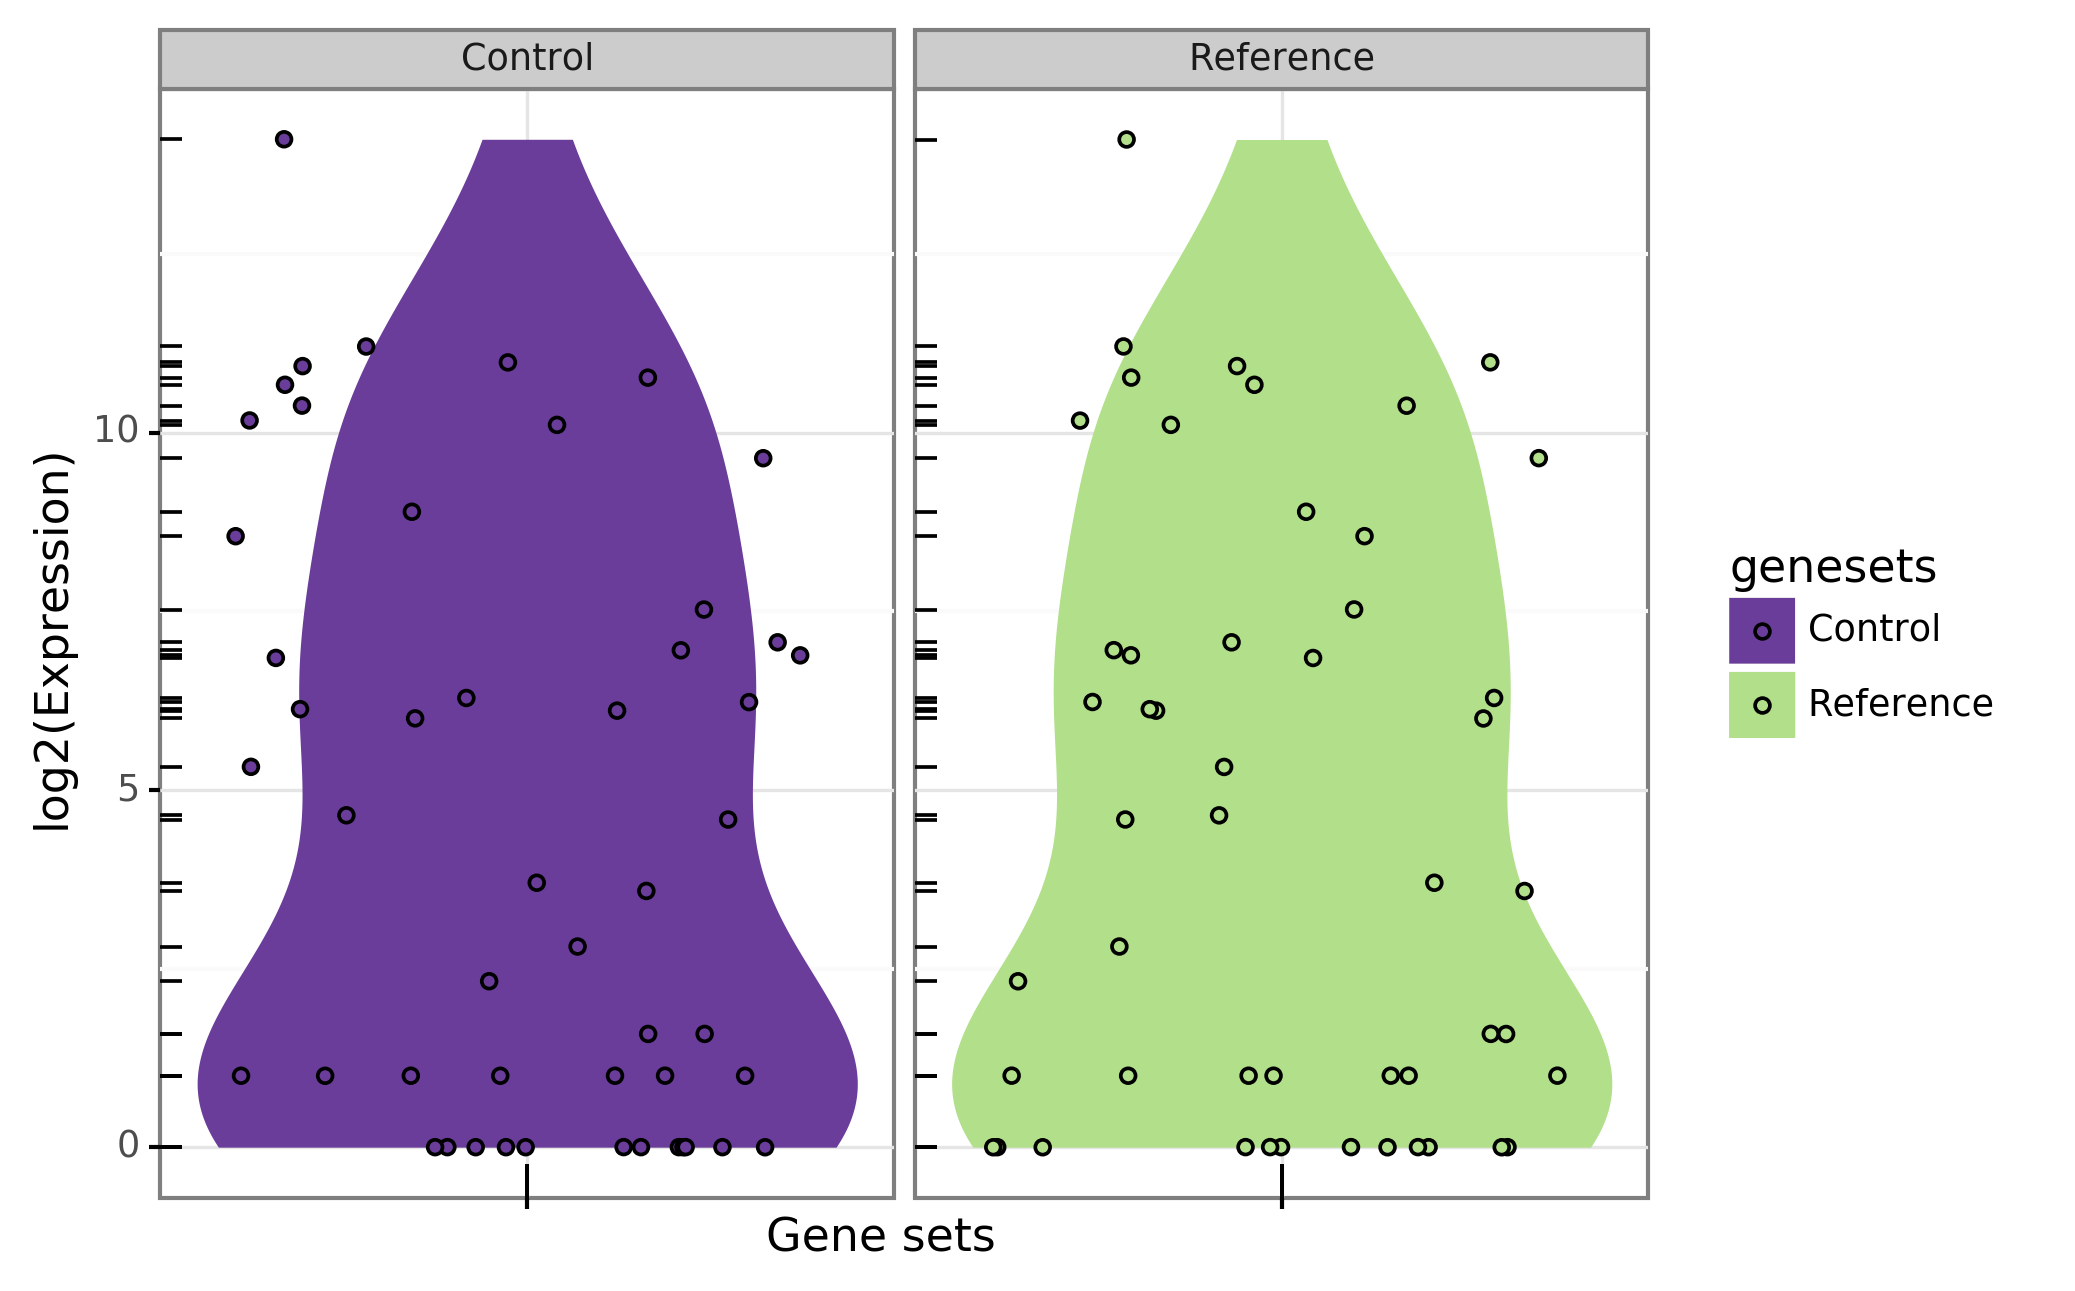 Control
Reference
log2(Expression)
10
5
0
Gene sets
genesets
Control
Reference